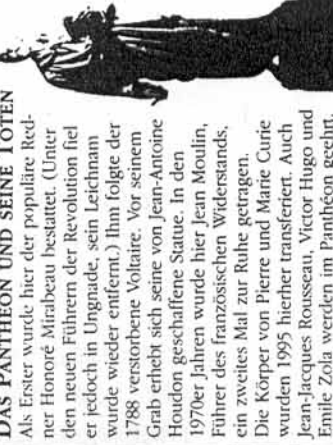 DAS PANTHEON UND SEINE TOTEN
Als Erster wurde hier der populäre Red-
ner Honoré Mirabeau bestattet. (Unter
den neuen Führern der Revolution fiel
er jedoch in Ungnade, sein Leichnam
wurde wieder entfernt.) Ihm folgte der
1788 verstorbene Voltaire. Vor seinem
Grab erhebt sich seine von Jean-Antoine
Houdon geschaffene Statue. In den
1970er Jahren wurde hier Jean Moulin,
Führer des französischen Widerstands,
ein zweites Mal zur Ruhe getragen.
Die Körper von Pierre und Marie Curie
wurden 1995 hierher transferiert. Auch
Jean-Jacques Rousseau, Victor Hugo und
Emile Zola werden im Panthéon geehrt.